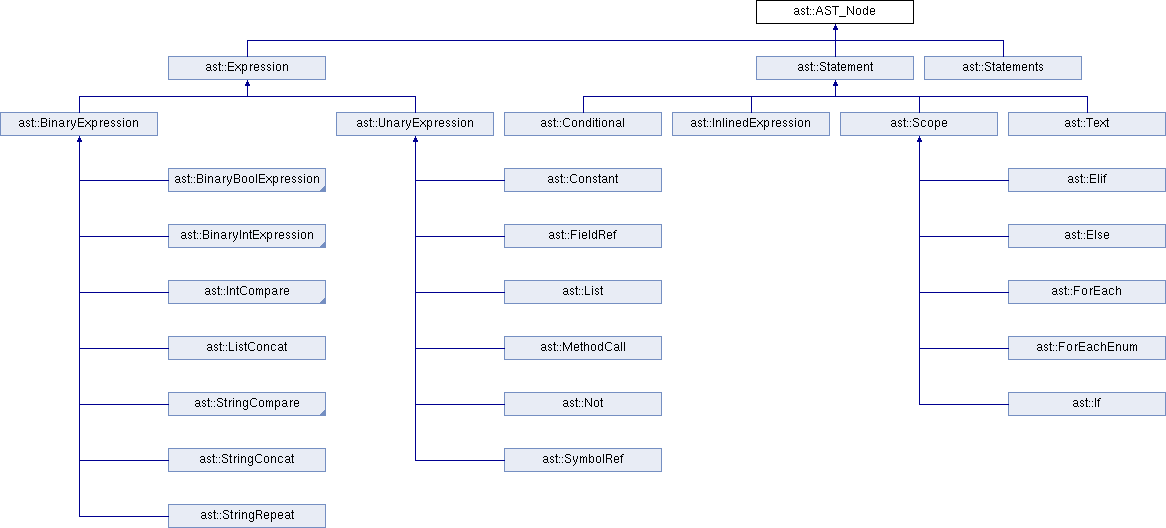 ast::AST_Node
ast::Expression
ast::Statement
ast::Statements
ast::BinaryExpression
ast::UnaryExpression
ast::Conditional
ast::InlinedExpression
ast::Scope
ast::Text
ast::BinaryBoolExpression
ast::Constant
ast::Elif
ast::BinaryIntExpression
ast::FieldRef
ast::Else
ast::IntCompare
ast::List
ast::ForEach
ast::ListConcat
ast::MethodCall
ast::ForEachEnum
ast::StringCompare
ast::Not
ast::If
ast::StringConcat
ast::SymbolRef
ast::StringRepeat